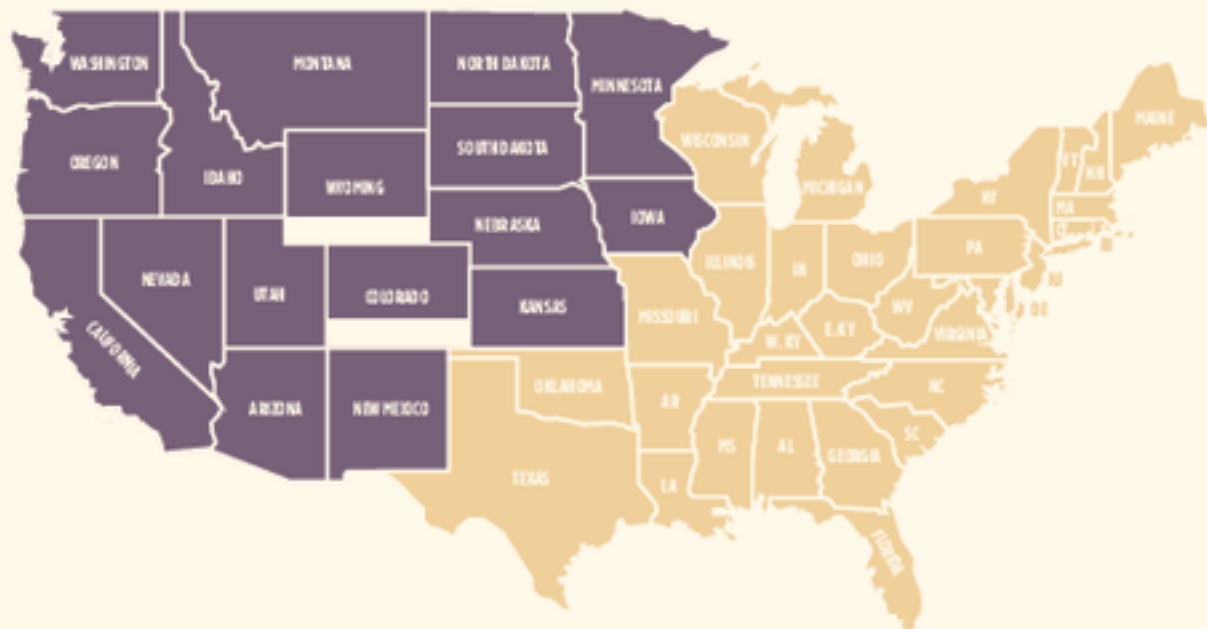 WASHINGTON
MONTANA
NORTH DAKOTA
MINNESOTA
OREGON
IDAHO
WYOMING
SOUTH DAKOTA
WISCONSIN
MICHIGAN
MAINE
VT
NH
NY
MA
CT
RI
NEVADA
UTAH
COLORADO
NEBRASKA
IOWA
ILLINOIS
IN
OHIO
PA
NJ
DE
CALIFORNIA
KANSAS
MISSOURI
W. KY
E.KY
WV
VIRGINIA
ARIZONA
NEW MEXICO
OKLAHOMA
AR
TENNESSEE
NC
SC
TEXAS
LA
MS
AL
GEORGIA
FLORIDA